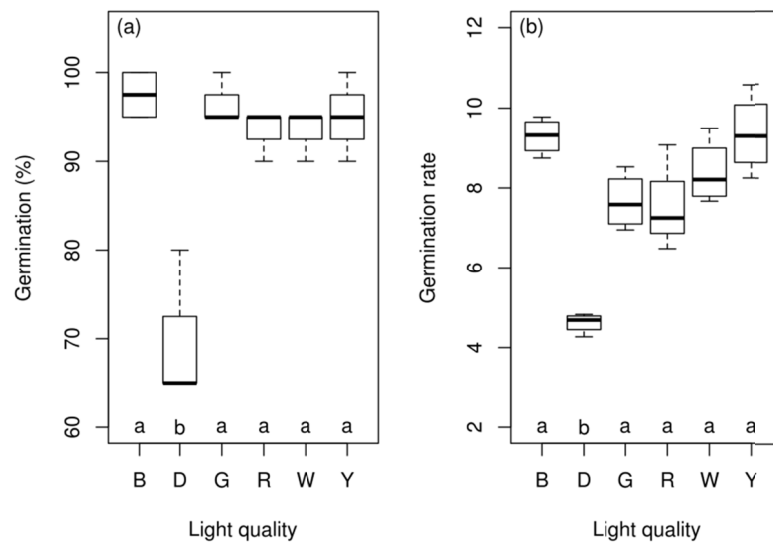 (a)
Germination (%)
100
90
80
70
60
a b a a a a
B D G R W Y
Light quality
(b)
Germination rate
12
10
8
6
4
2
a b a a a a
B D G R W Y
Light quality